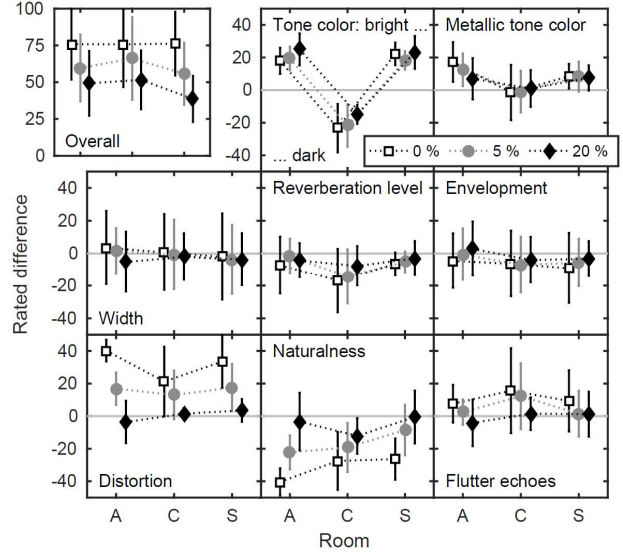 100
75
50
25
0
Overall
40
20
0
-20
-40
Tone color: bright ...
... dark
Metallic tone color
0 %
5 %
20 %
Rated difference
40
20
0
-20
-40
Width
Reverberation level
Envelopment
40
20
0
-20
-40
Distortion
Naturalness
Flutter echoes
A C S A C S A C S
Room